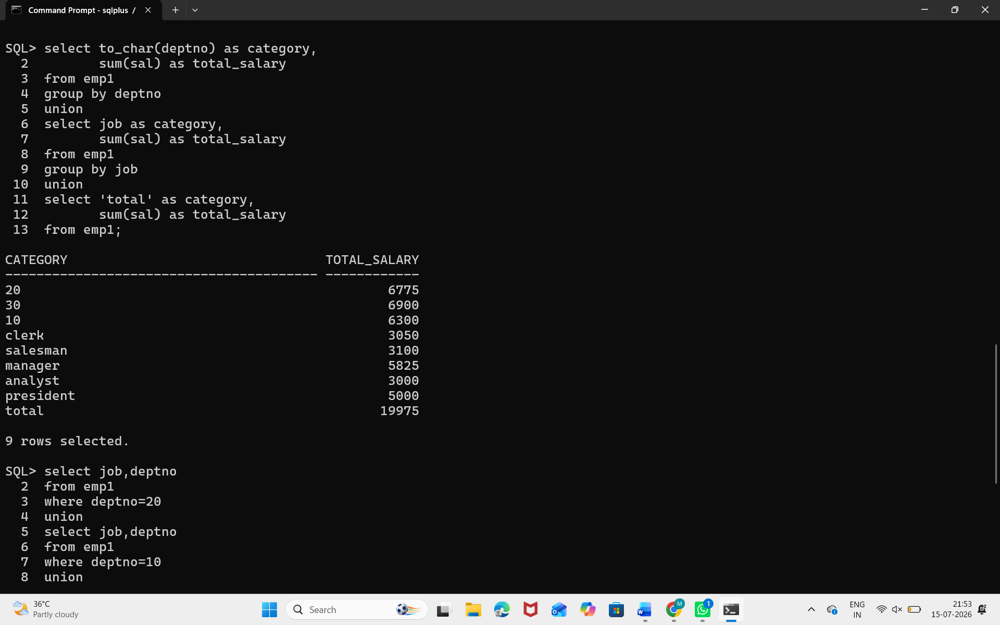 Command Prompt - sqlplus /
SQL> select to_char(deptno) as category,
  2         sum(sal) as total_salary
  3  from emp1
  4  group by deptno
  5  union
  6  select job as category,
  7         sum(sal) as total_salary
  8  from emp1
  9  group by job
 10  union
 11  select 'total' as category,
 12         sum(sal) as total_salary
 13  from emp1;
CATEGORY                                 TOTAL_SALARY
---------------------------------------- ------------
20                                               6775
30                                               6900
10                                               6300
clerk                                            3050
salesman                                         3100
manager                                          5825
analyst                                          3000
president                                        5000
total                                           19975
9 rows selected.
SQL> select job,deptno
  2  from emp1
  3  where deptno=20
  4  union
  5  select job,deptno
  6  from emp1
  7  where deptno=10
  8  union
36°C
Partly cloudy
Search
M
1
ENG
IN
21:53
15-07-2026